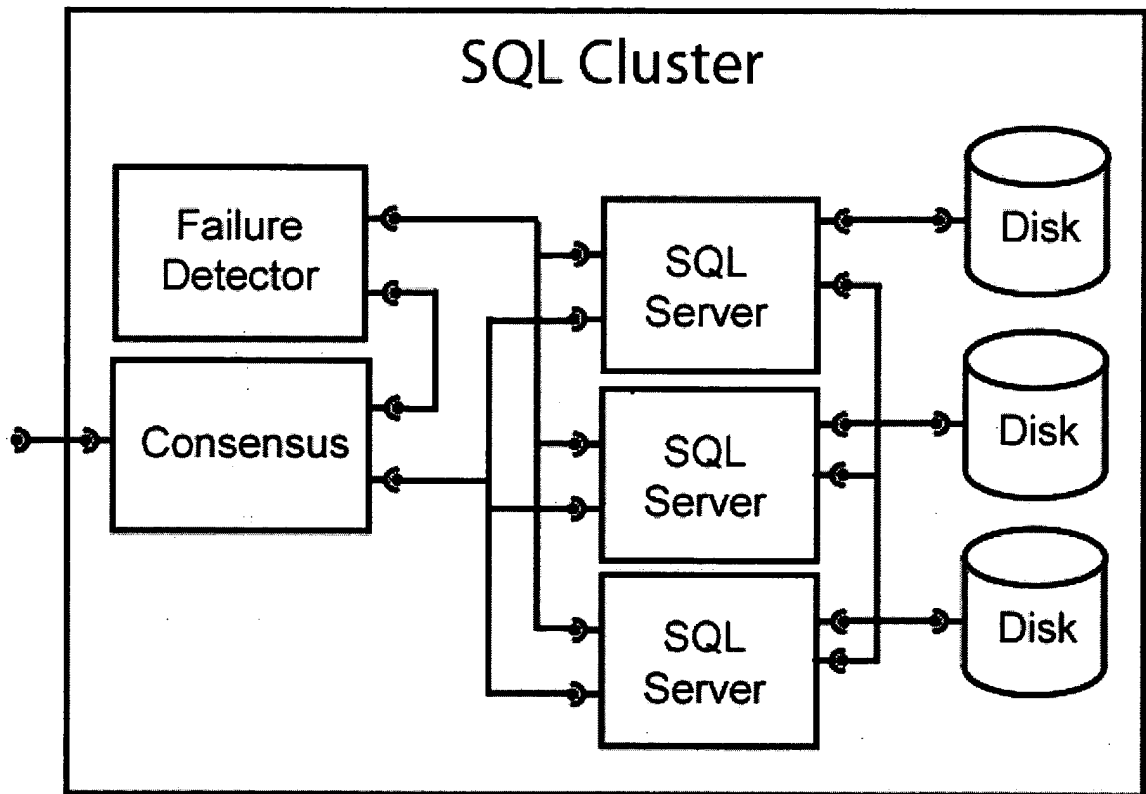 SQL Cluster
Failure
Detector
Consensus
SQL
Server
SQL
Server
SQL
Server
Disk
Disk
Disk